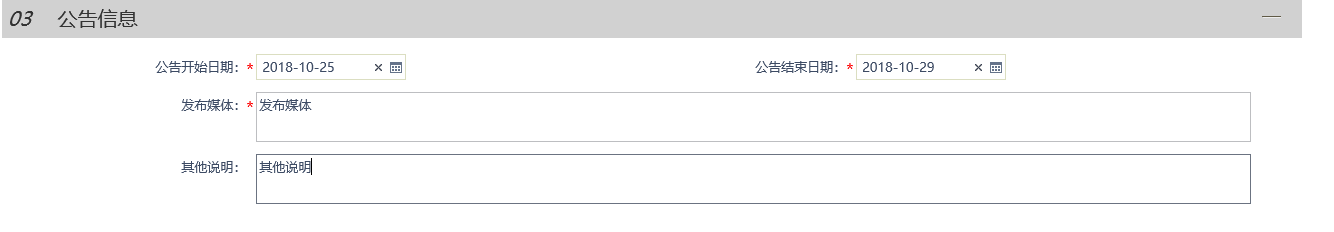 03 公告信息
公告开始日期: * 2018-10-25 公告结束日期: * 2018-10-29
发布媒体: * 发布媒体
其他说明: 其他说明